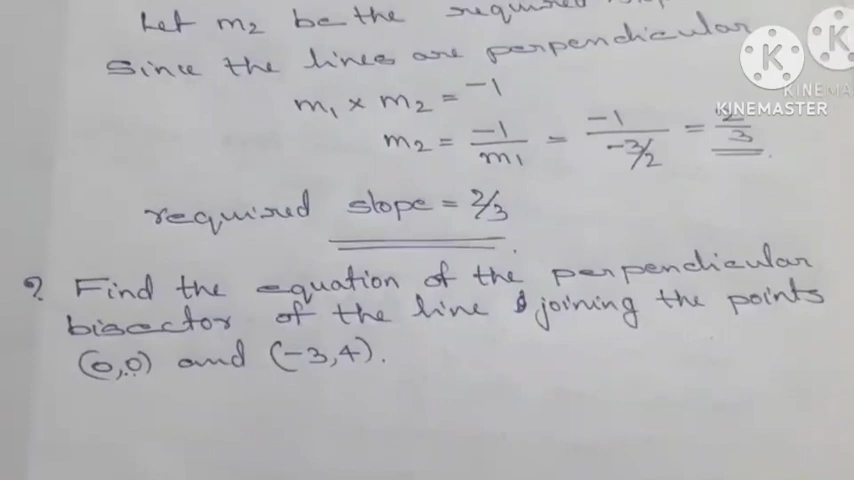 Let m2 be the required
Since the lines are perpendicular
m1 × m2 = -1
m2 = -1/m1 = -1/-3/2 = 2/3
required slope = 2/3
? Find the equation of the perpendicular
bisector of the line joining the points
(0,0) and (-3,4).
KINEMASTER
KINEMA